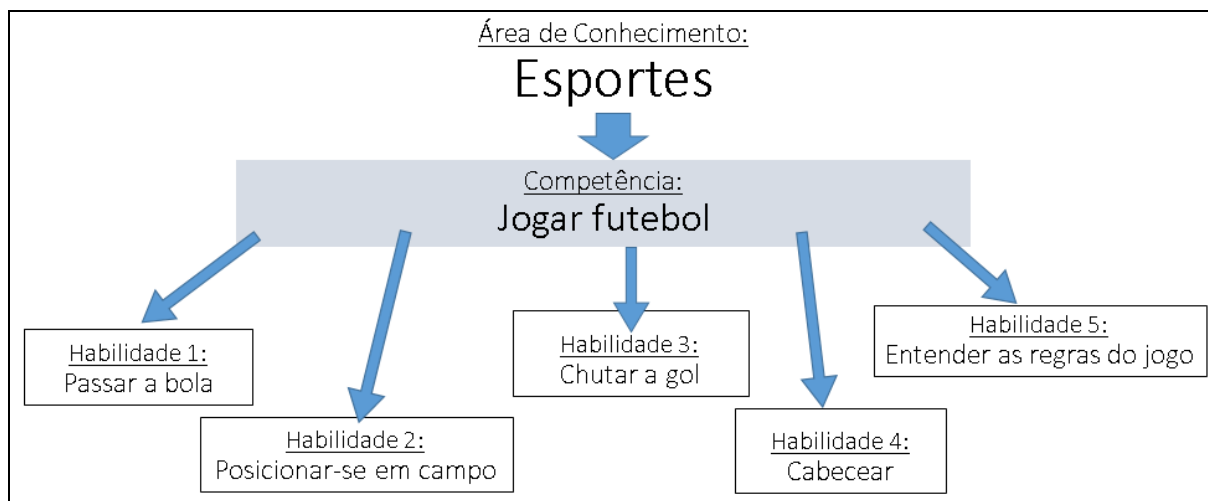 Área de Conhecimento:
Esportes
Competência:
Jogar futebol
Habilidade 1:
Passar a bola
Habilidade 2:
Posicionar-se em campo
Habilidade 3:
Chutar a gol
Habilidade 4:
Cabecear
Habilidade 5:
Entender as regras do jogo